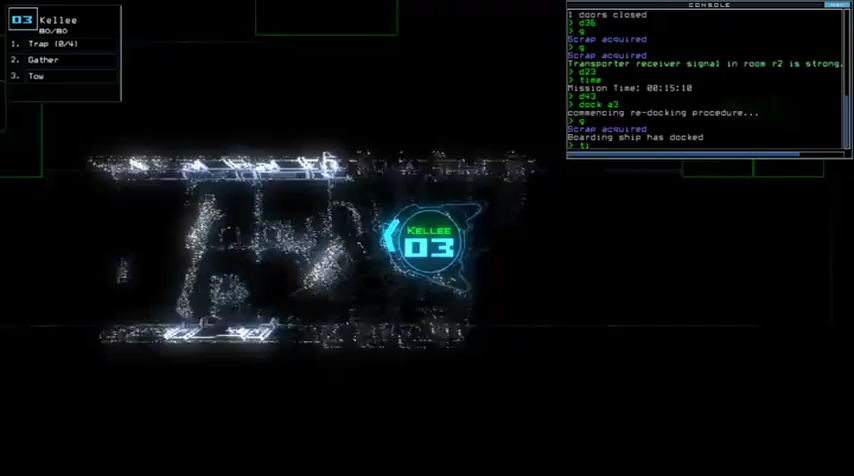 03 Kellee
80/80
1. Trap (0/4)
2. Gather
3. Tow
CONSOLE
1 doors closed
> d36
> g
Scrap acquired
> g
Scrap acquired
Transporter receiver signal in room r2 is strong.
> d23
> time
Mission Time: 00:15:10
> d43
> dock a3
commencing re-docking procedure...
> g
Scrap acquired
Boarding ship has docked
> ti
KELLEE
03